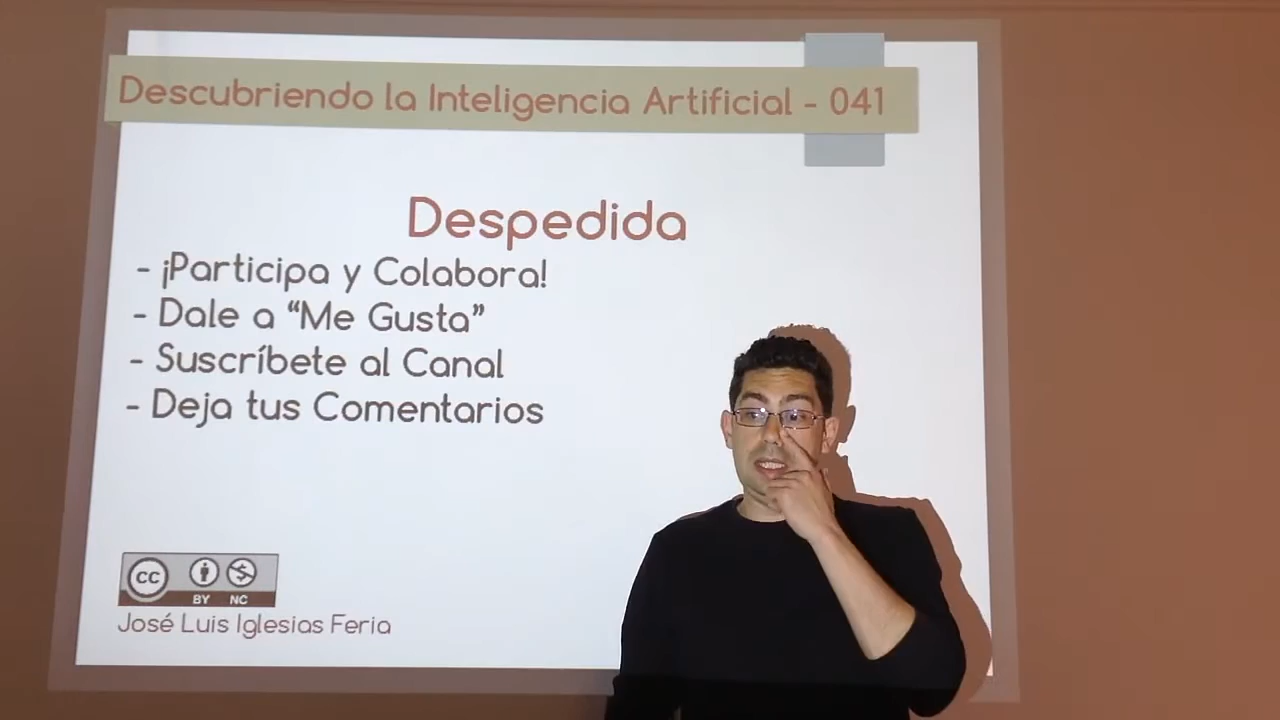 Descubriendo la Inteligencia Artificial - 041
Despedida
- ¡Participa y Colabora!
- Dale a “Me Gusta”
- Suscríbete al Canal
- Deja tus Comentarios
cc
BY NC
José Luis Iglesias Feria